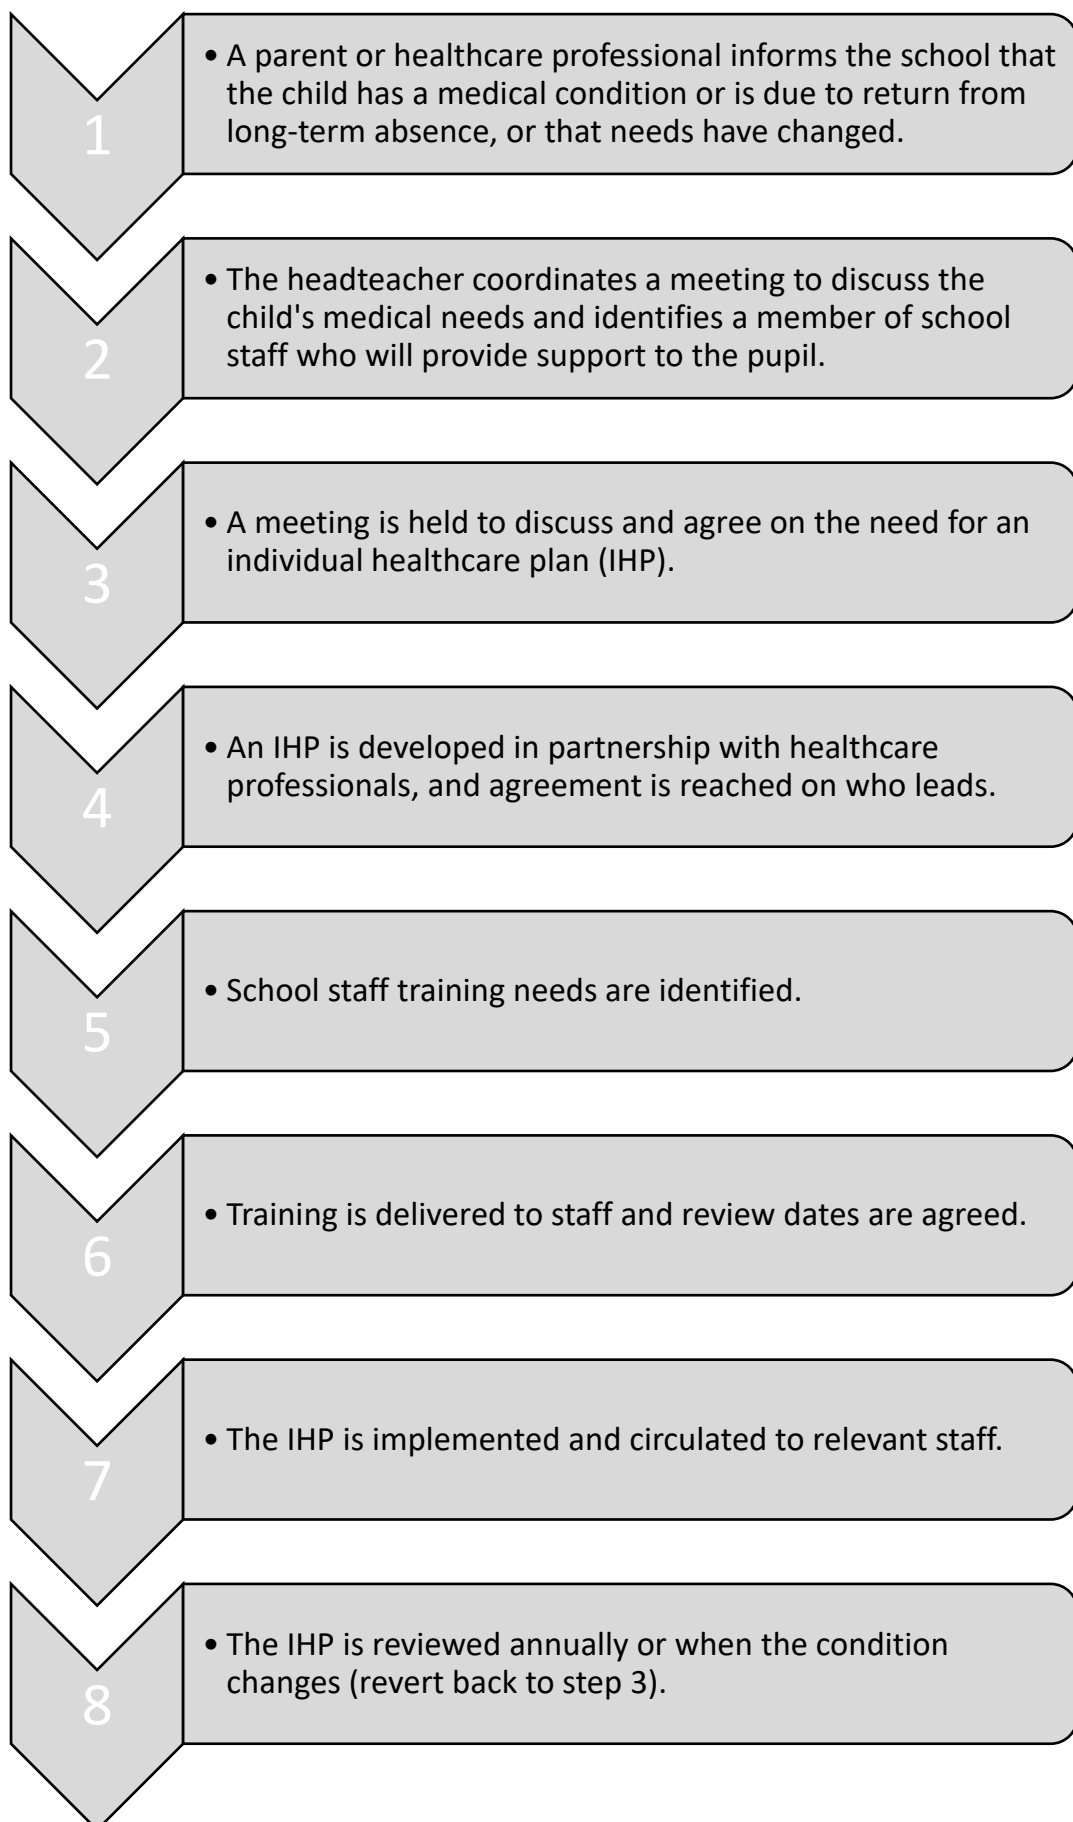 1
• A parent or healthcare professional informs the school that
the child has a medical condition or is due to return from
long-term absence, or that needs have changed.
2
• The headteacher coordinates a meeting to discuss the
child's medical needs and identifies a member of school
staff who will provide support to the pupil.
3
• A meeting is held to discuss and agree on the need for an
individual healthcare plan (IHP).
4
• An IHP is developed in partnership with healthcare
professionals, and agreement is reached on who leads.
5
• School staff training needs are identified.
6
• Training is delivered to staff and review dates are agreed.
7
• The IHP is implemented and circulated to relevant staff.
8
• The IHP is reviewed annually or when the condition
changes (revert back to step 3).